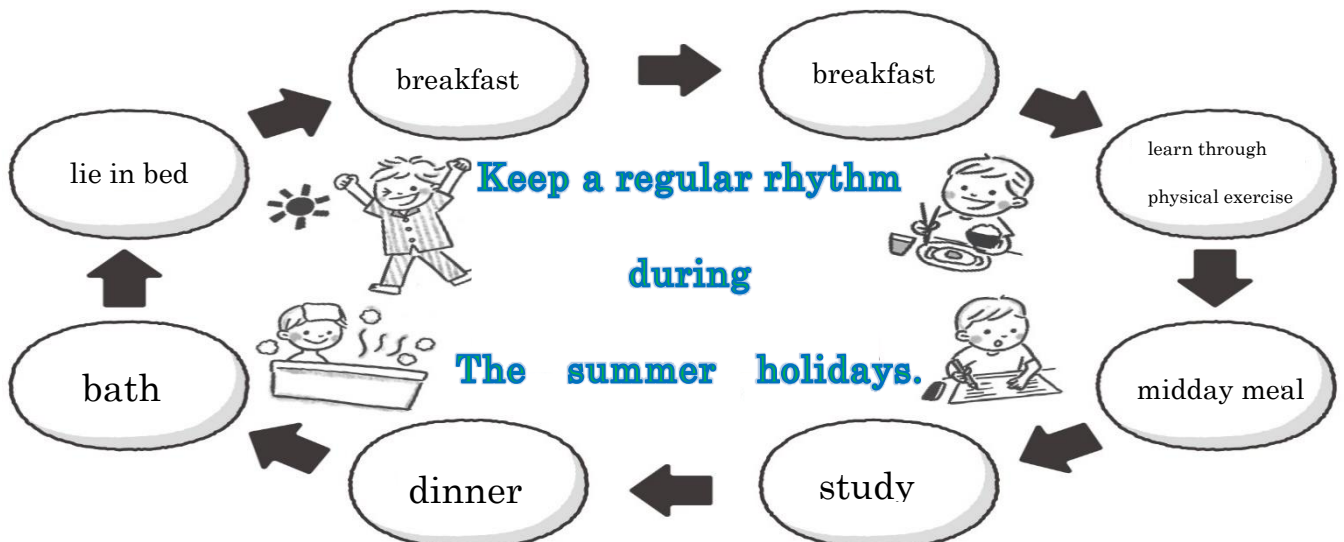 breakfast
breakfast
lie in bed
learn through
physical exercise
Keep a regular rhythm
during
The summer holidays.
bath
midday meal
dinner
study